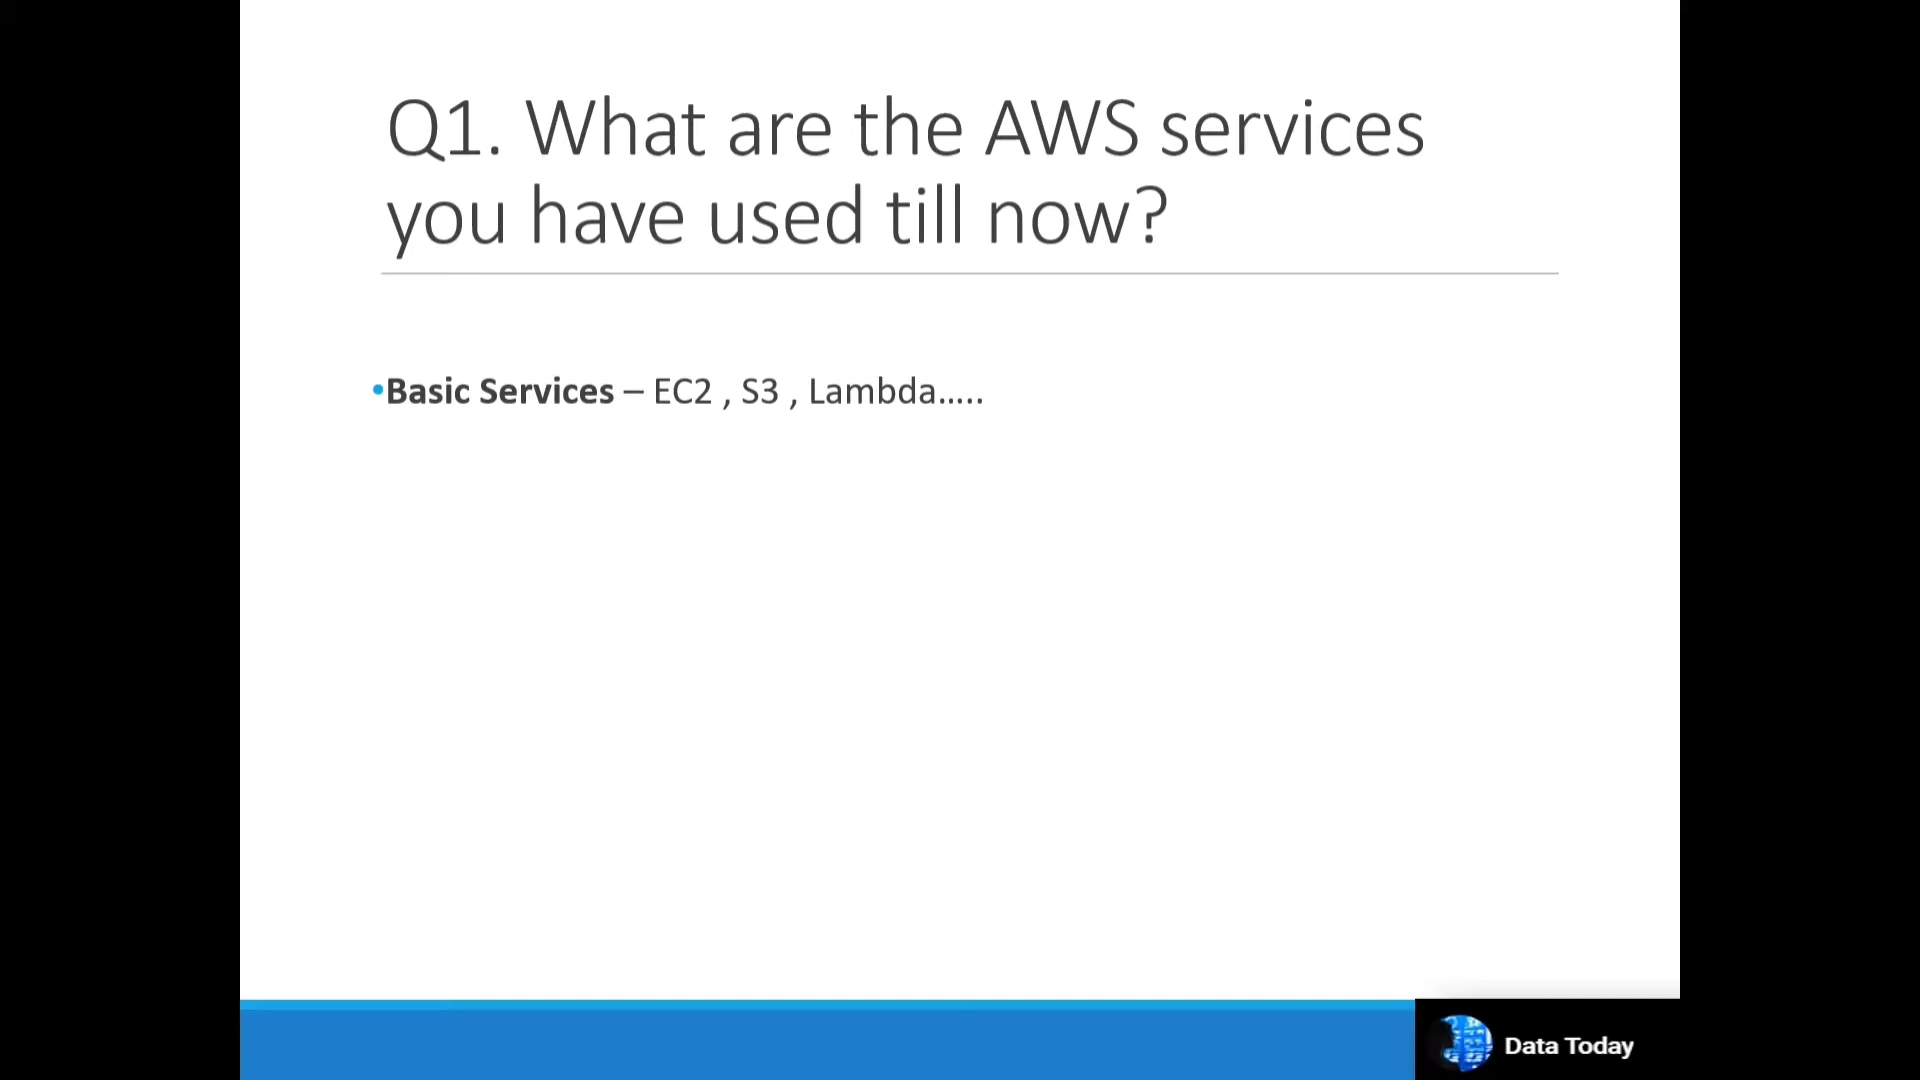 Q1. What are the AWS services
you have used till now?
•Basic Services – EC2 , S3 , Lambda.....
Data Today